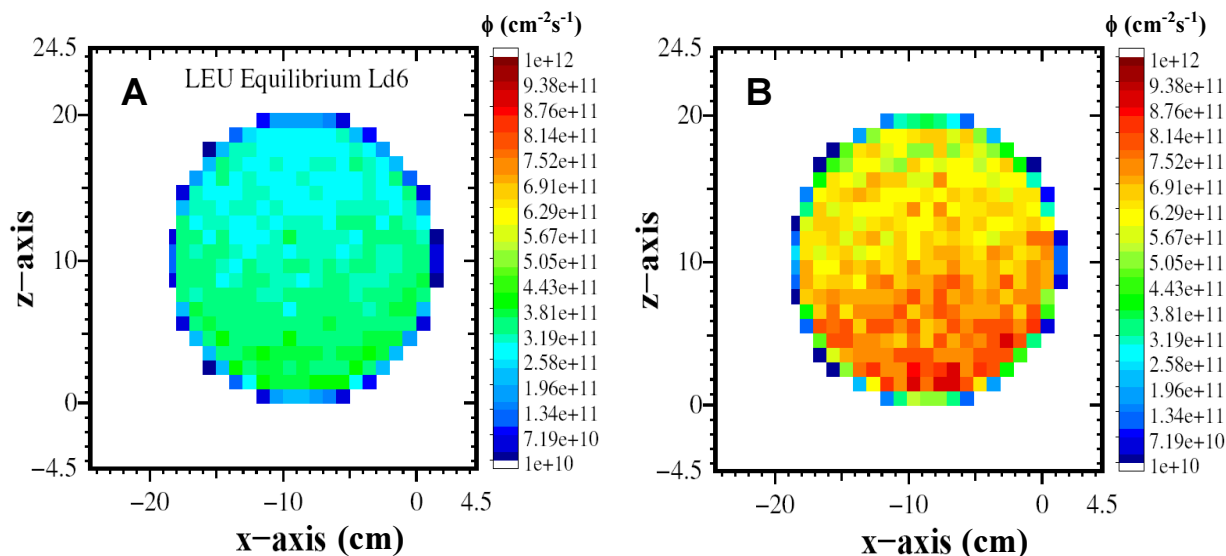 ϕ (cm⁻²s⁻¹)
24.5
20
10
0
−4.5
z−axis
A
LEU Equilibrium Ld6
1e+12
9.38e+11
8.76e+11
8.14e+11
7.52e+11
6.91e+11
6.29e+11
5.67e+11
5.05e+11
4.43e+11
3.81e+11
3.19e+11
2.58e+11
1.96e+11
1.34e+11
7.19e+10
1e+10
−20
−10
0
4.5
x−axis (cm)
ϕ (cm⁻²s⁻¹)
24.5
20
10
0
−4.5
z−axis
B
1e+12
9.38e+11
8.76e+11
8.14e+11
7.52e+11
6.91e+11
6.29e+11
5.67e+11
5.05e+11
4.43e+11
3.81e+11
3.19e+11
2.58e+11
1.96e+11
1.34e+11
7.19e+10
1e+10
−20
−10
0
4.5
x−axis (cm)